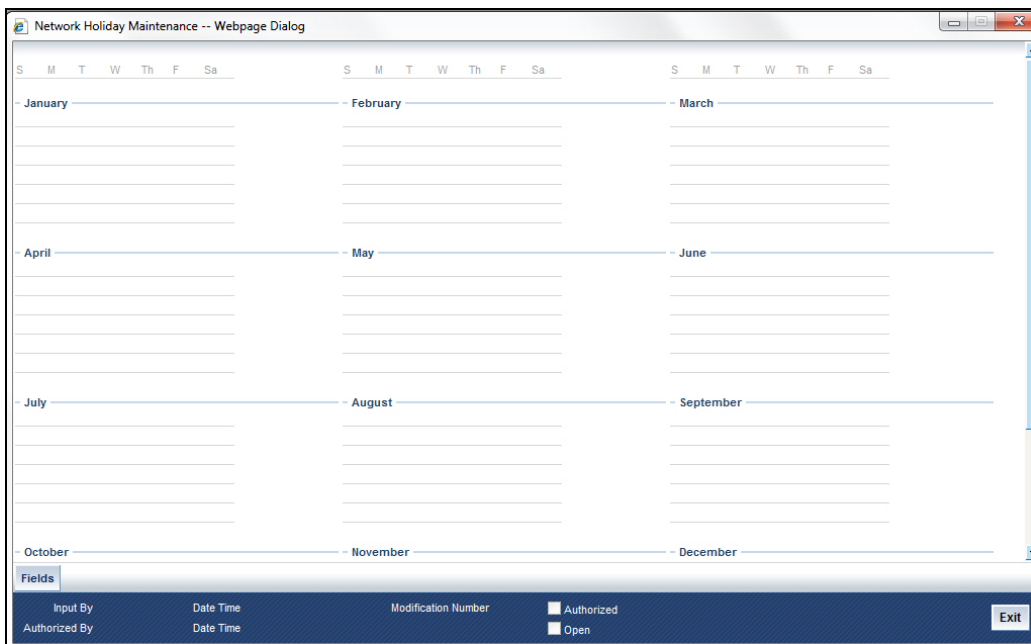 Network Holiday Maintenance -- Webpage Dialog
S M T W Th F Sa S M T W Th F Sa S M T W Th F Sa
January February March
April May June
July August September
October November December
Fields
Input By Date Time Modification Number Authorized
Authorized By Date Time Open
Exit